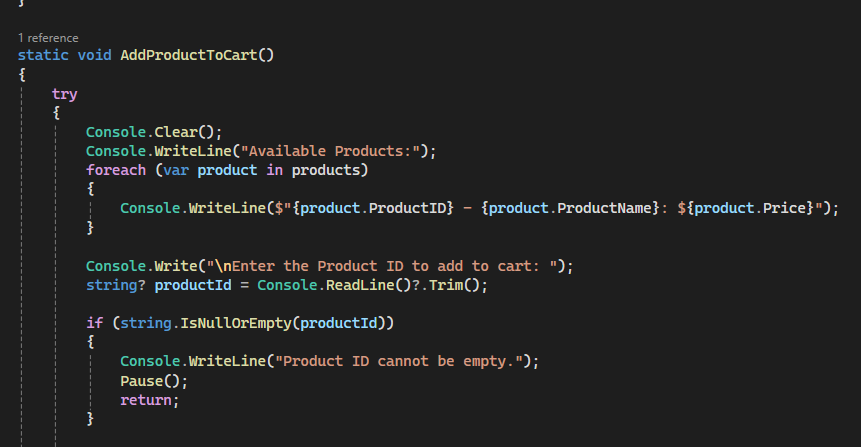 }
1 reference
static void AddProductToCart()
{
try
{
Console.Clear();
Console.WriteLine("Available Products:");
foreach (var product in products)
{
Console.WriteLine($"{product.ProductID} - {product.ProductName}: ${product.Price}");
}
Console.Write("\nEnter the Product ID to add to cart: ");
string? productId = Console.ReadLine()?.Trim();
if (string.IsNullOrEmpty(productId))
{
Console.WriteLine("Product ID cannot be empty.");
Pause();
return;
}